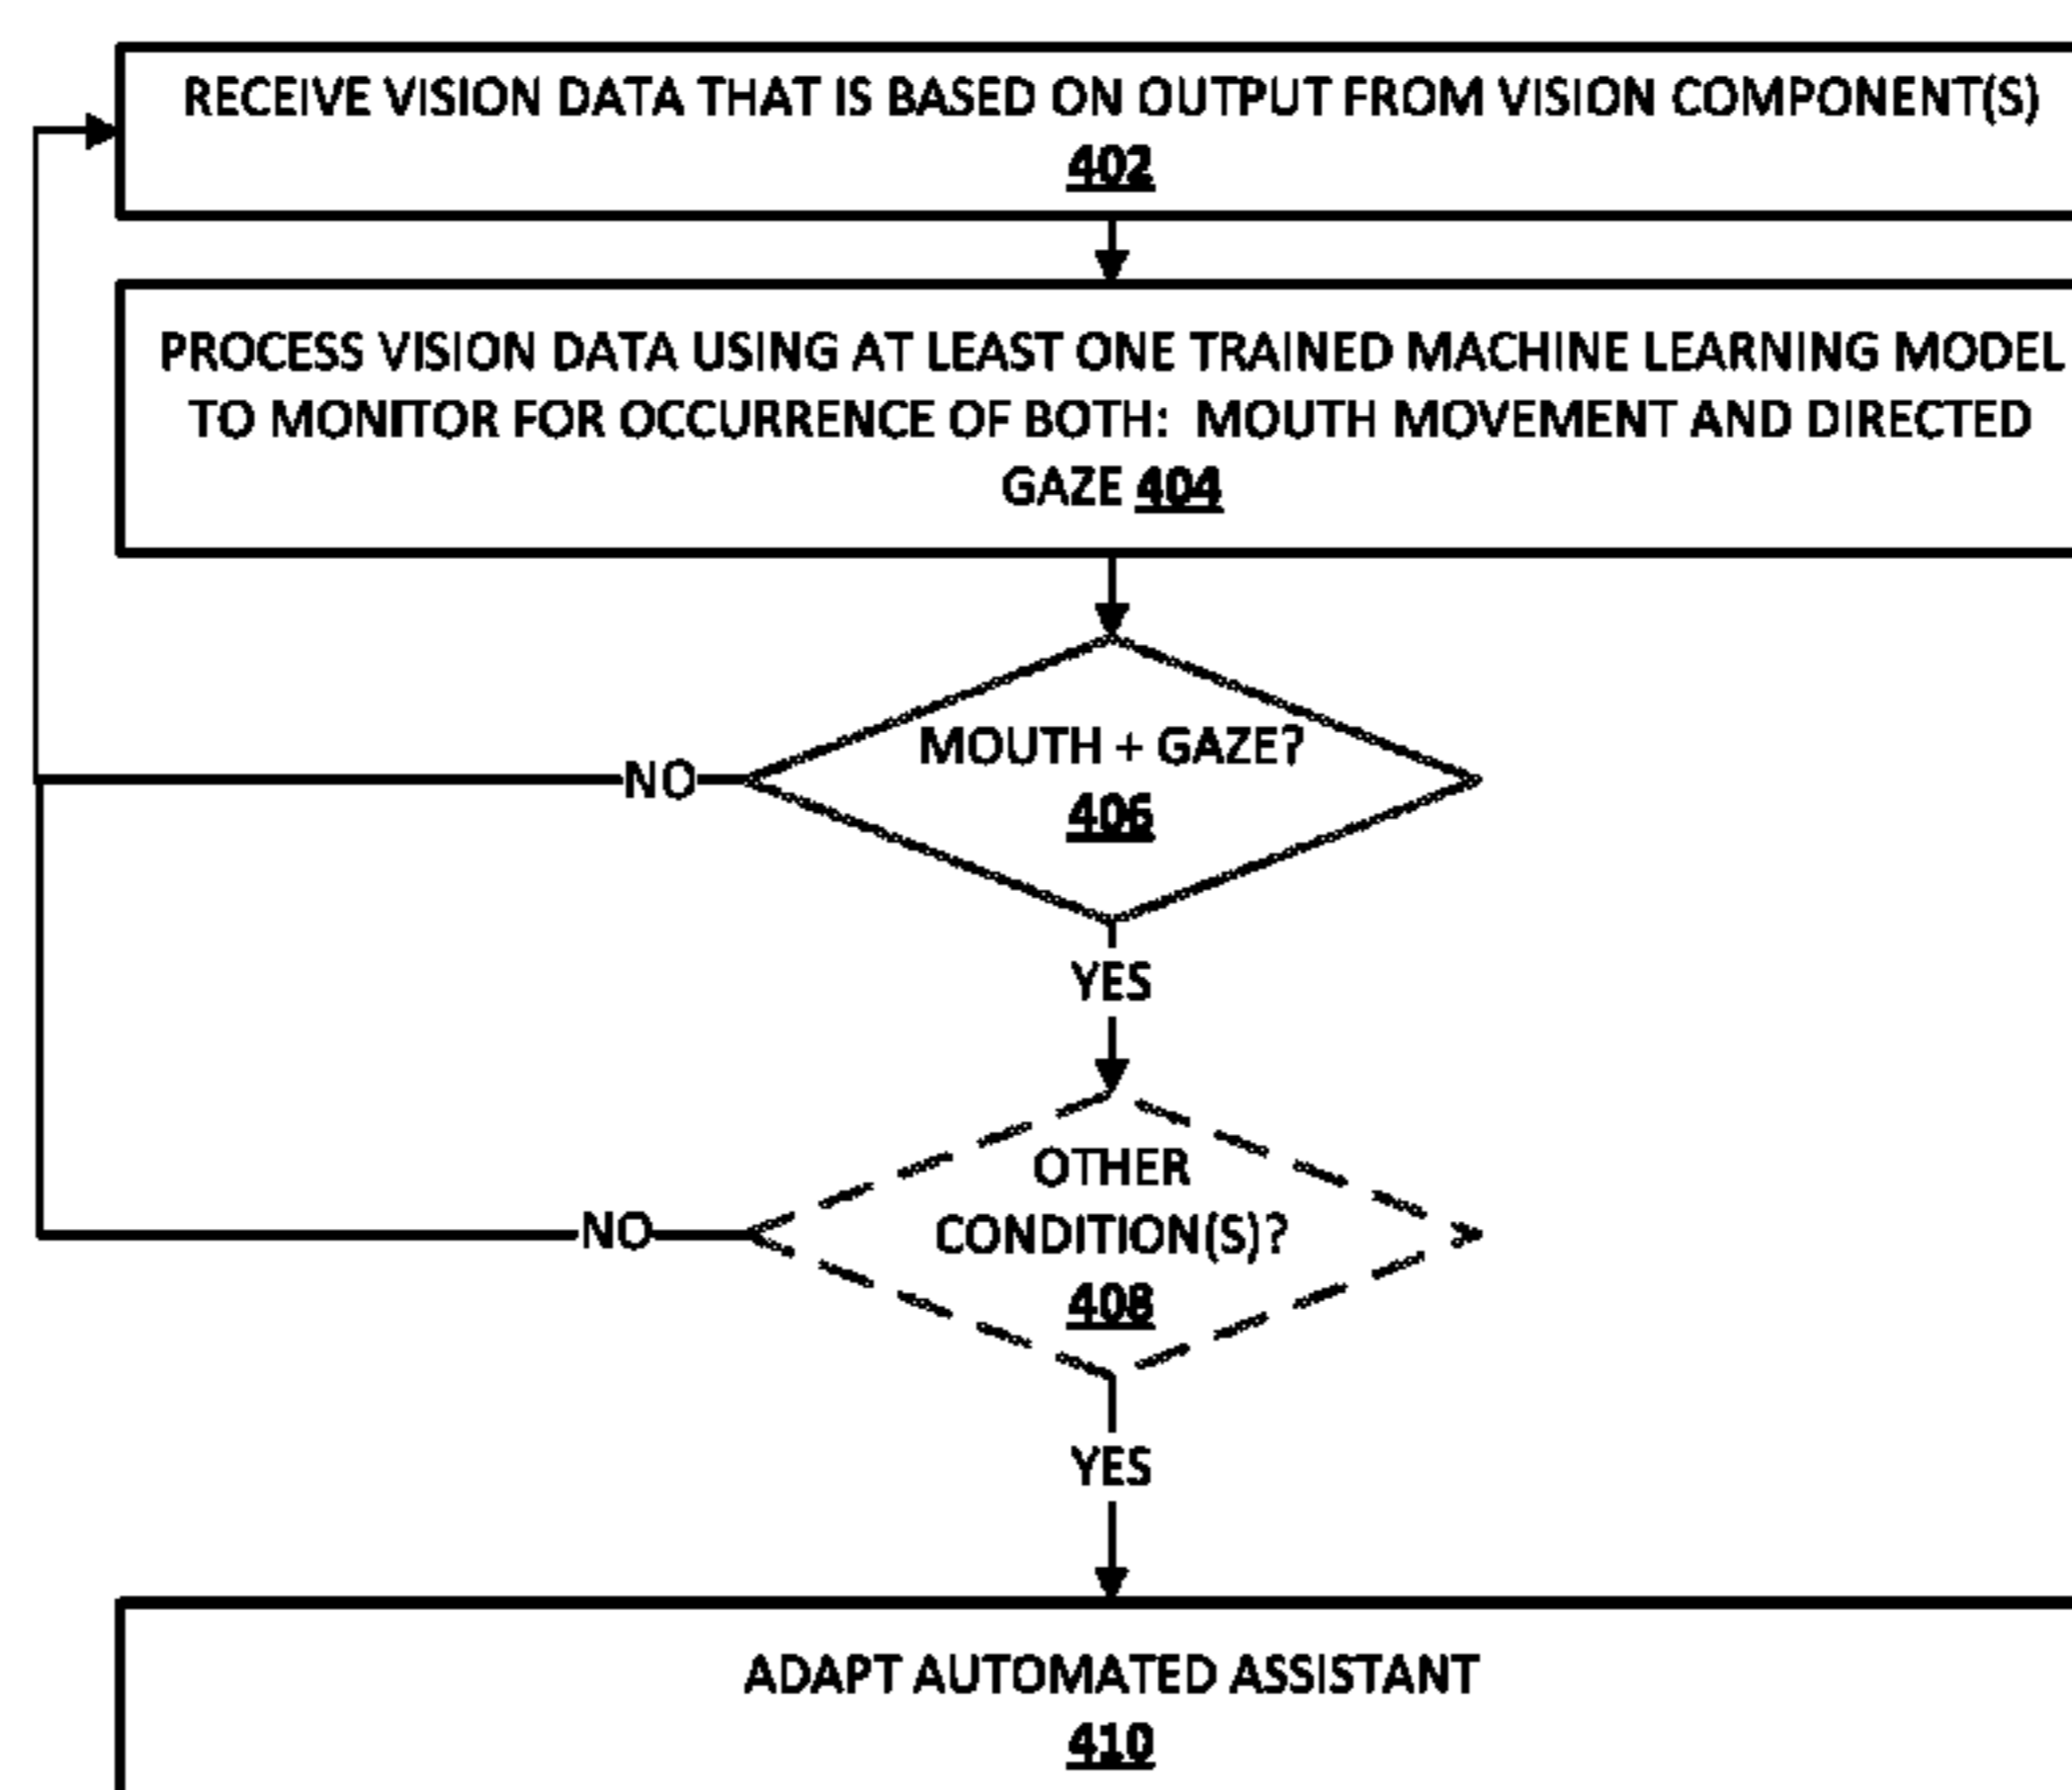 RECEIVE VISION DATA THAT IS BASED ON OUTPUT FROM VISION COMPONENT(S)
402
PROCESS VISION DATA USING AT LEAST ONE TRAINED MACHINE LEARNING MODEL
TO MONITOR FOR OCCURRENCE OF BOTH: MOUTH MOVEMENT AND DIRECTED
GAZE 404
MOUTH + GAZE?
406
NO
YES
OTHER
CONDITION(S)?
408
NO
YES
ADAPT AUTOMATED ASSISTANT
410